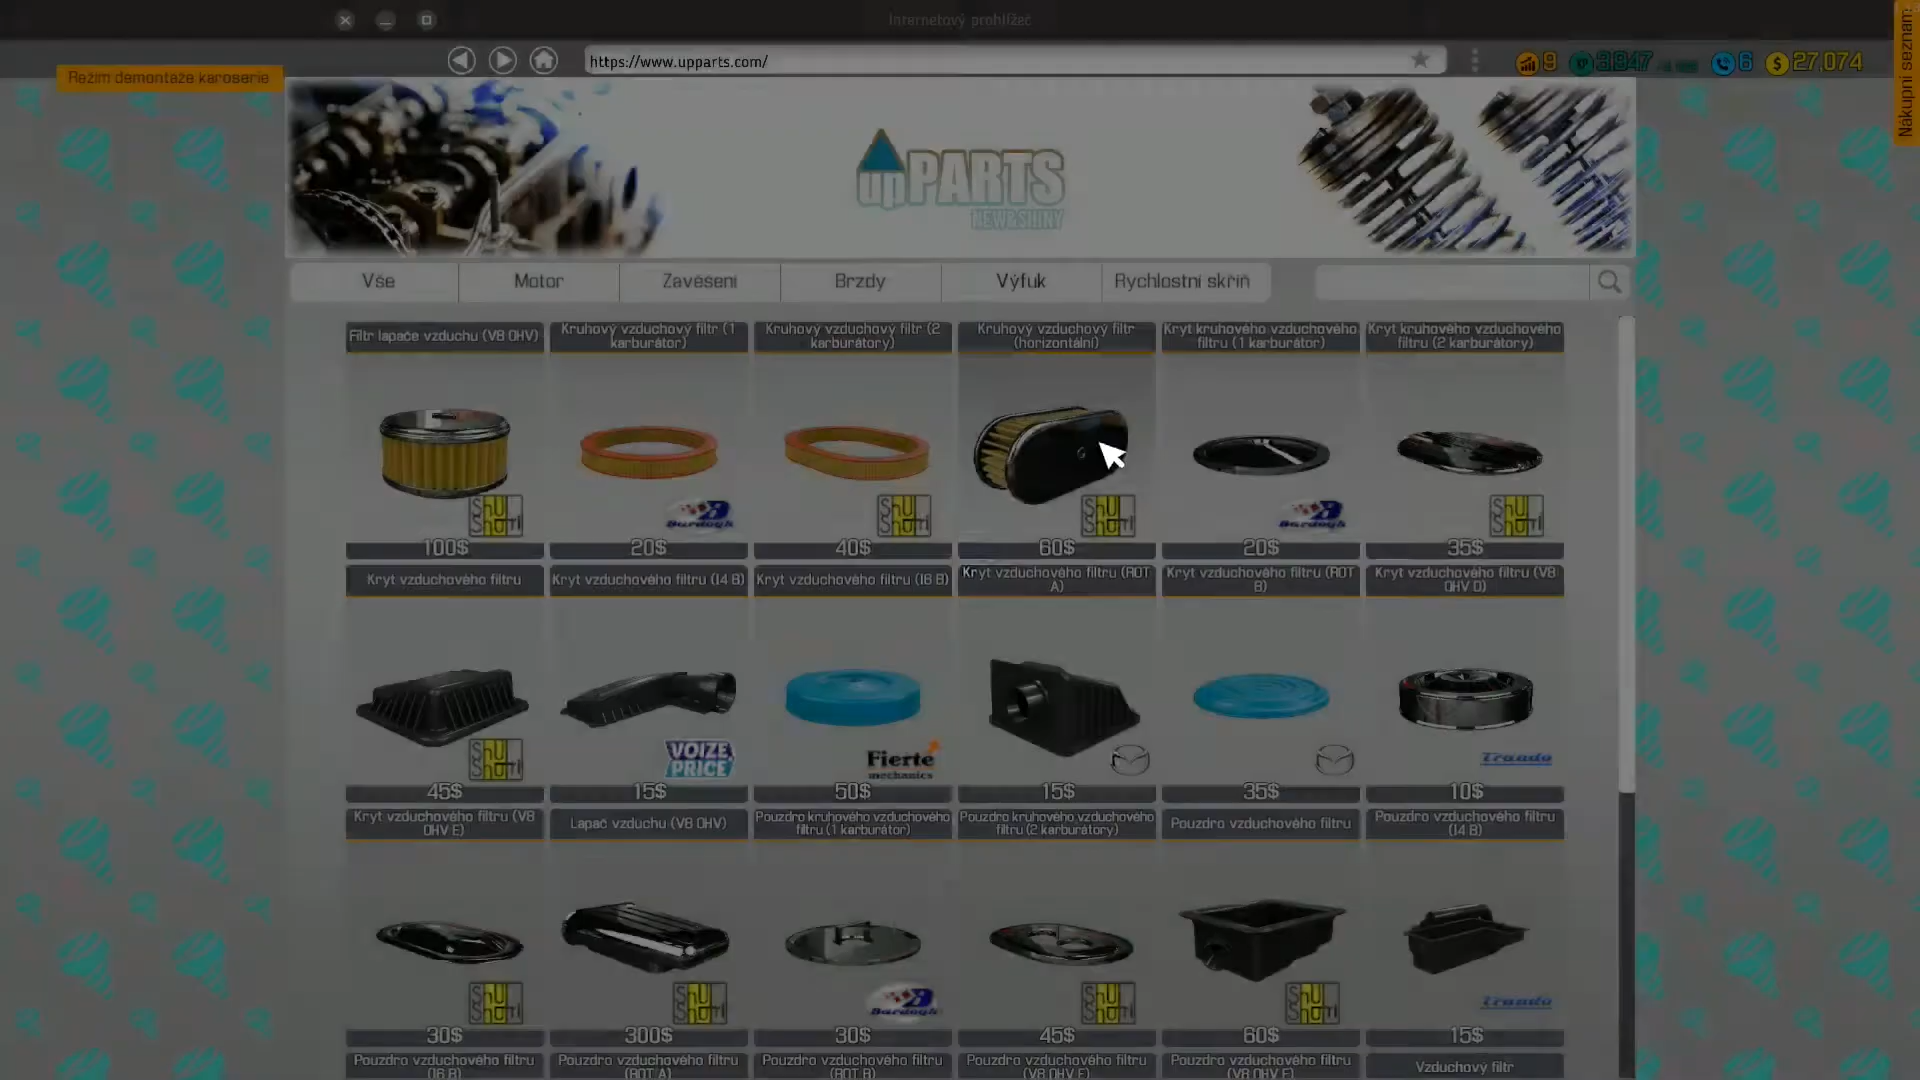 Internetový prohlížeč
https://www.upparts.com/
9
3,347
6
27,074
Nákupní seznam
Režim demontáže karoserie
upPARTS
NEW&SHINY
Vše
Motor
Zavěšení
Brzdy
Výfuk
Rychlostní skříň
Filtr lapače vzduchu (V8 OHV)
Kruhový vzduchový filtr (1
karburátor)
Kruhový vzduchový filtr (2
karburátory)
Kruhový vzduchový filtr
(horizontální)
Kryt kruhového vzduchového
filtru (1 karburátor)
Kryt kruhového vzduchového
filtru (2 karburátory)
100$
20$
40$
60$
20$
35$
Kryt vzduchového filtru
Kryt vzduchového filtru (I4 B)
Kryt vzduchového filtru (I6 B)
Kryt vzduchového filtru (ROT
A)
Kryt vzduchového filtru (ROT
B)
Kryt vzduchového filtru (V8
OHV D)
VOIZE
PRICE
Fierte
mechanics
45$
15$
50$
15$
35$
10$
Kryt vzduchového filtru (V8
OHV E)
Lapač vzduchu (V8 OHV)
Pouzdro kruhového vzduchového
filtru (1 karburátor)
Pouzdro kruhového vzduchového
filtru (2 karburátory)
Pouzdro vzduchového filtru
Pouzdro vzduchového filtru
(I4 B)
30$
300$
30$
45$
60$
15$
Pouzdro vzduchového filtru
(I6 B)
Pouzdro vzduchového filtru
(ROT A)
Pouzdro vzduchového filtru
(ROT B)
Pouzdro vzduchového filtru
(V8 OHV E)
Pouzdro vzduchového filtru
(V8 OHV E)
Vzduchový filtr